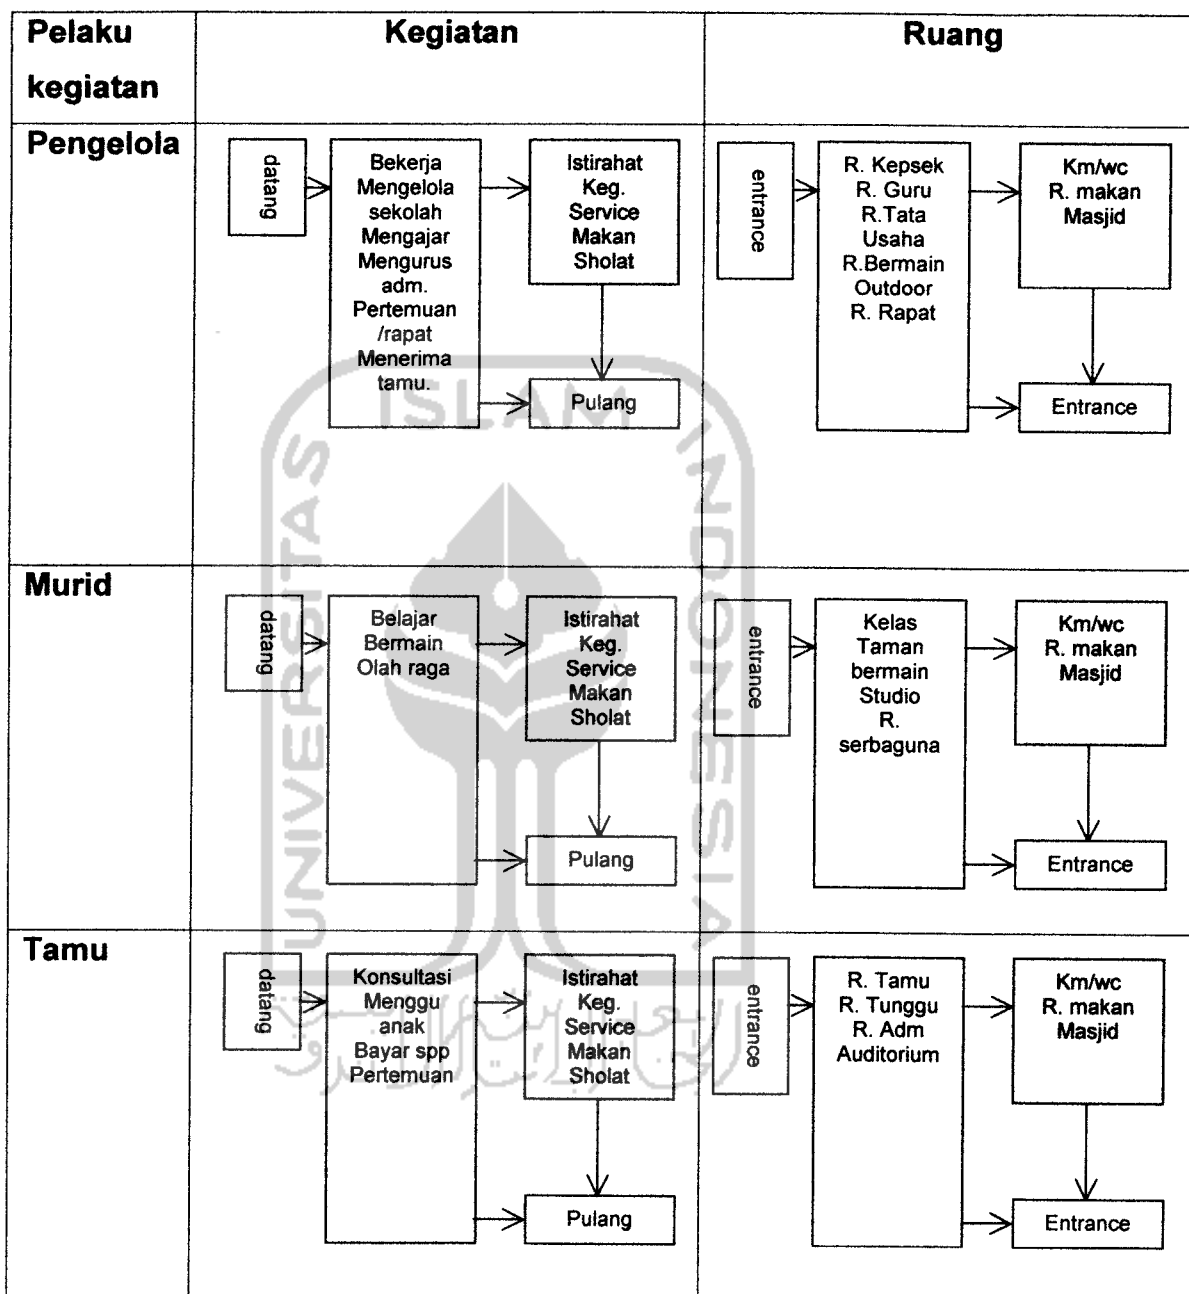 Pelaku
kegiatan
Kegiatan
Ruang
Pengelola
datang
Bekerja
Mengelola
sekolah
Mengajar
Mengurus
adm.
Pertemuan
/rapat
Menerima
tamu.
Istirahat
Keg.
Service
Makan
Sholat
Pulang
entrance
R. Kepsek
R. Guru
R.Tata
Usaha
R.Bermain
Outdoor
R. Rapat
Km/wc
R. makan
Masjid
Entrance
Murid
datang
Belajar
Bermain
Olah raga
Istirahat
Keg.
Service
Makan
Sholat
Pulang
entrance
Kelas
Taman
bermain
Studio
R.
serbaguna
Km/wc
R. makan
Masjid
Entrance
Tamu
datang
Konsultasi
Menggu
anak
Bayar spp
Pertemuan
Istirahat
Keg.
Service
Makan
Sholat
Pulang
entrance
R. Tamu
R. Tunggu
R. Adm
Auditorium
Km/wc
R. makan
Masjid
Entrance
UNIVERSITAS
ISLAM
INDONESIA